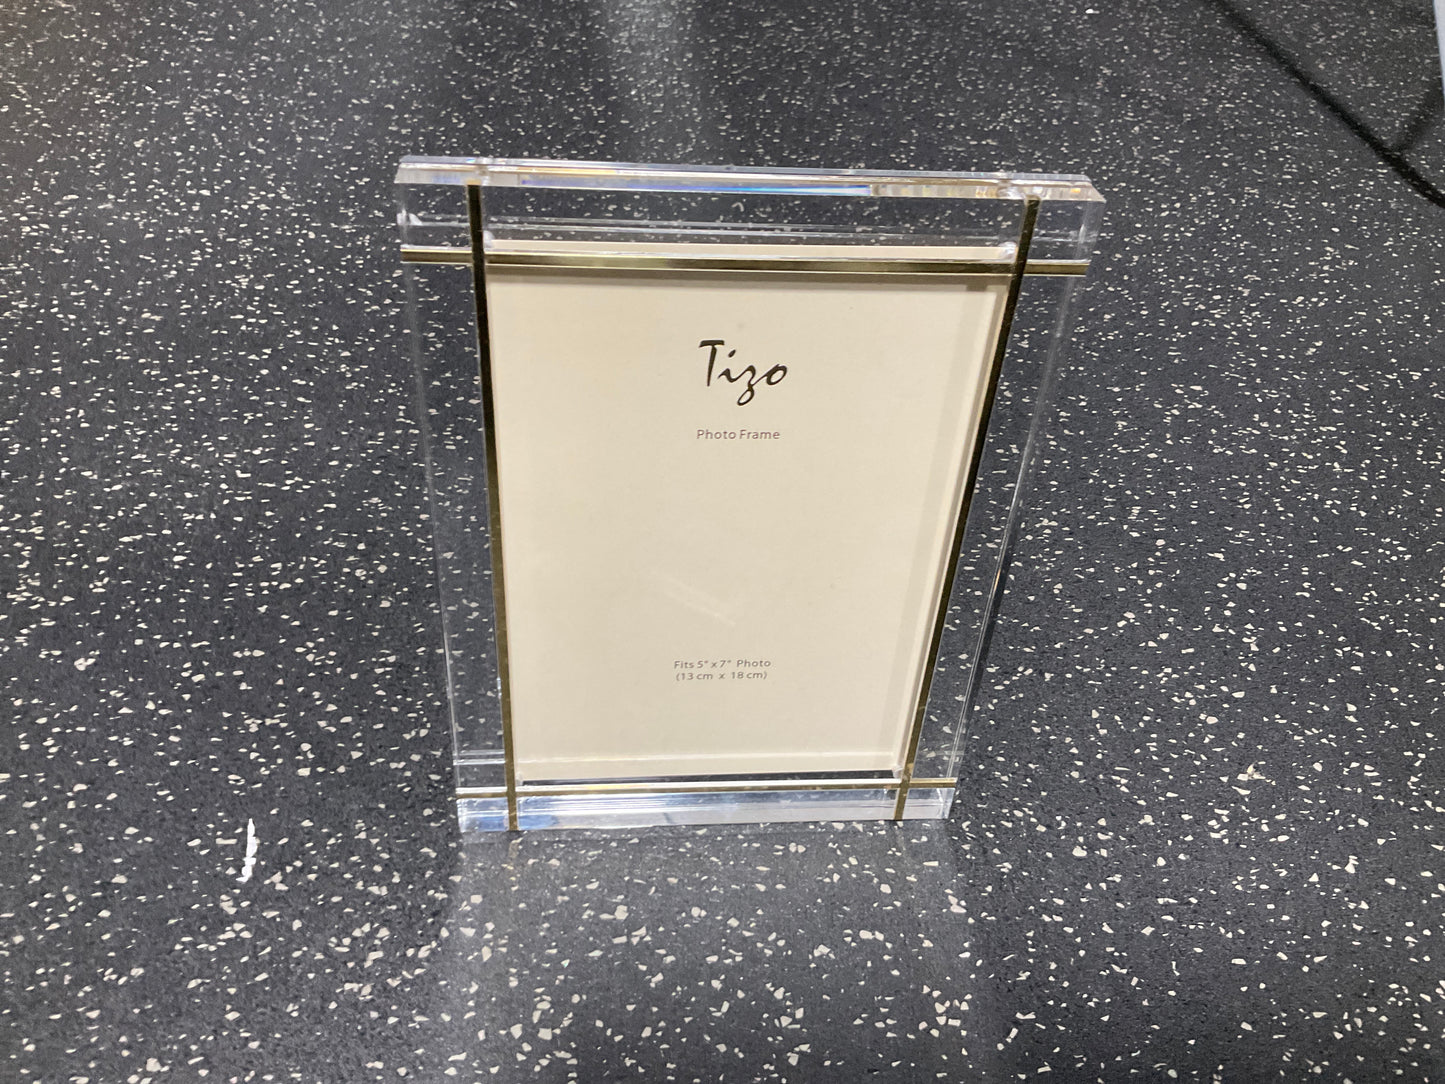 Tizo
Photo Frame
Fits 5" x 7" Photo
(13 cm x 18 cm)